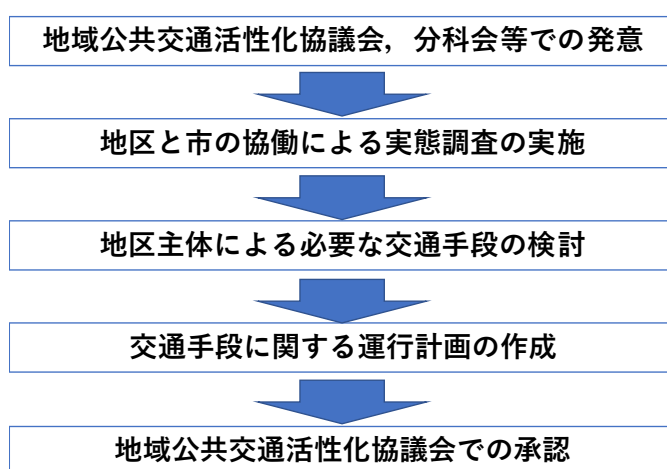 地域公共交通活性化協議会，分科会等での発意
地区と市の協働による実態調査の実施
地区主体による必要な交通手段の検討
交通手段に関する運行計画の作成
地域公共交通活性化協議会での承認